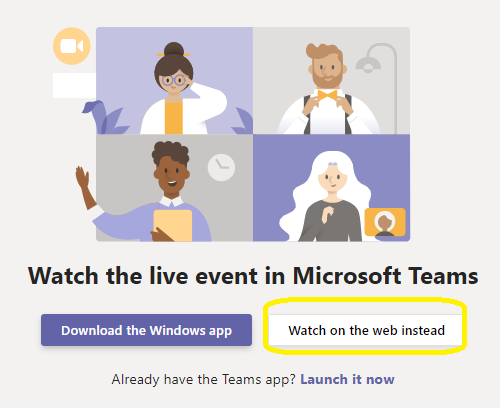 Watch the live event in Microsoft Teams
Download the Windows app
Watch on the web instead
Already have the Teams app? Launch it now